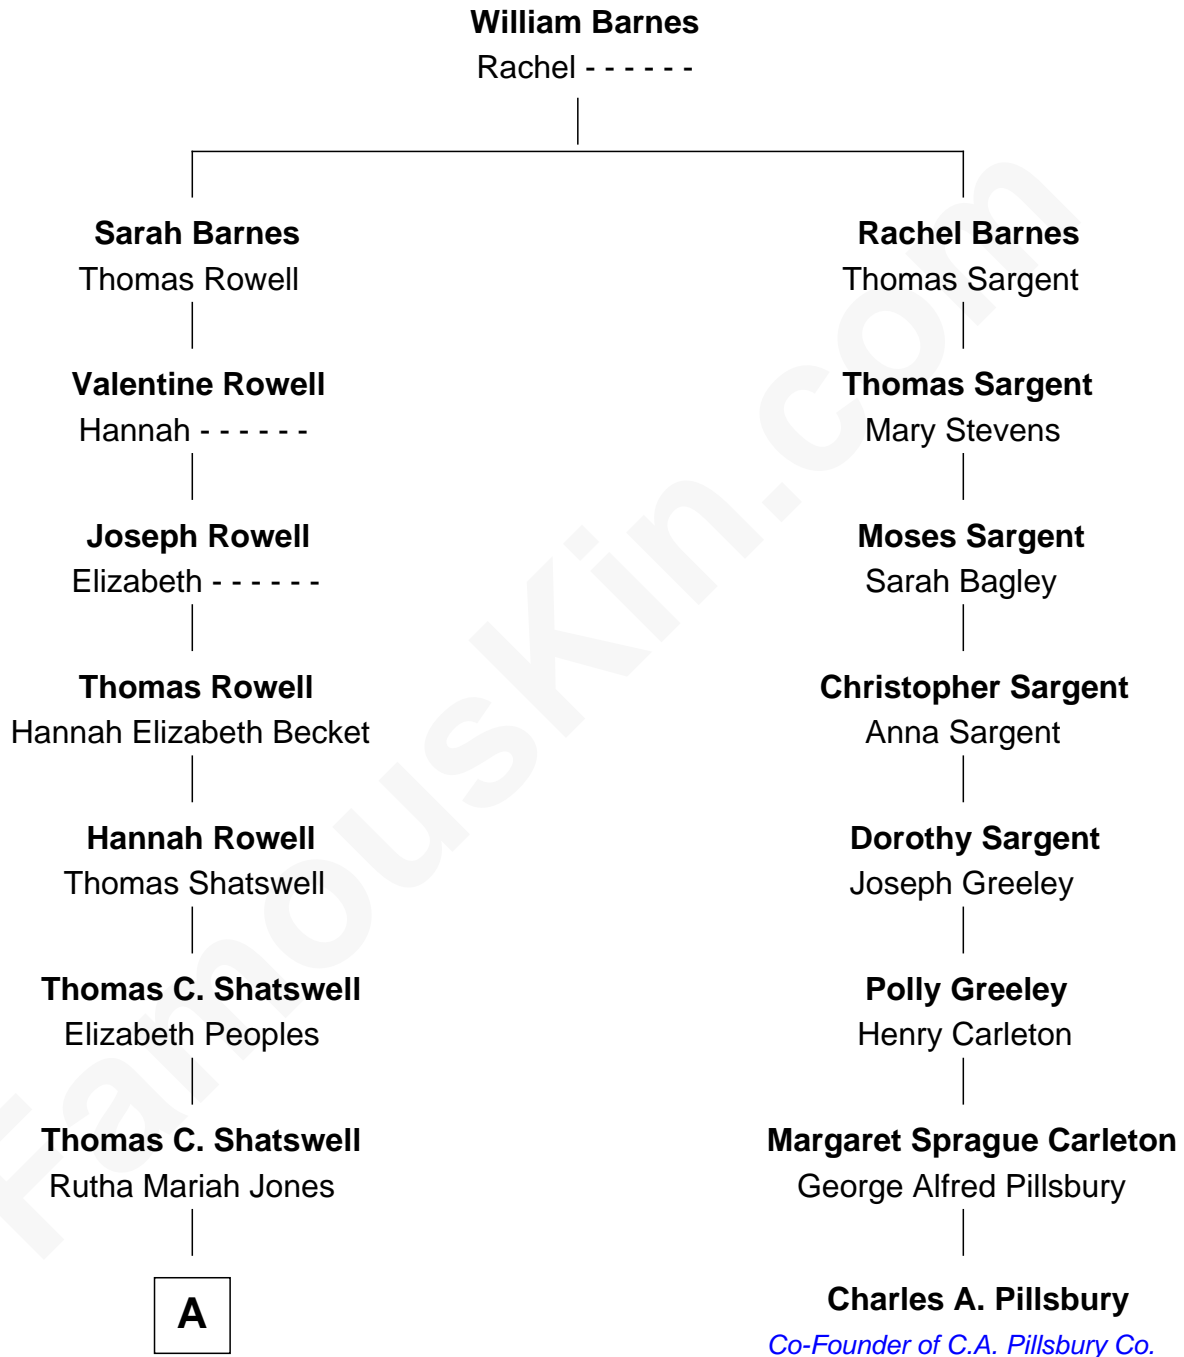 William Barnes
Rachel - - - - - -
Sarah Barnes
Thomas Rowell
Rachel Barnes
Thomas Sargent
Valentine Rowell
Hannah - - - - - -
Thomas Sargent
Mary Stevens
Joseph Rowell
Elizabeth - - - - - -
Moses Sargent
Sarah Bagley
Thomas Rowell
Hannah Elizabeth Becket
Christopher Sargent
Anna Sargent
Hannah Rowell
Thomas Shatswell
Dorothy Sargent
Joseph Greeley
Thomas C. Shatswell
Elizabeth Peoples
Polly Greeley
Henry Carleton
Thomas C. Shatswell
Rutha Mariah Jones
Margaret Sprague Carleton
George Alfred Pillsbury
A
Charles A. Pillsbury
Co-Founder of C.A. Pillsbury Co.
FamousKin.com